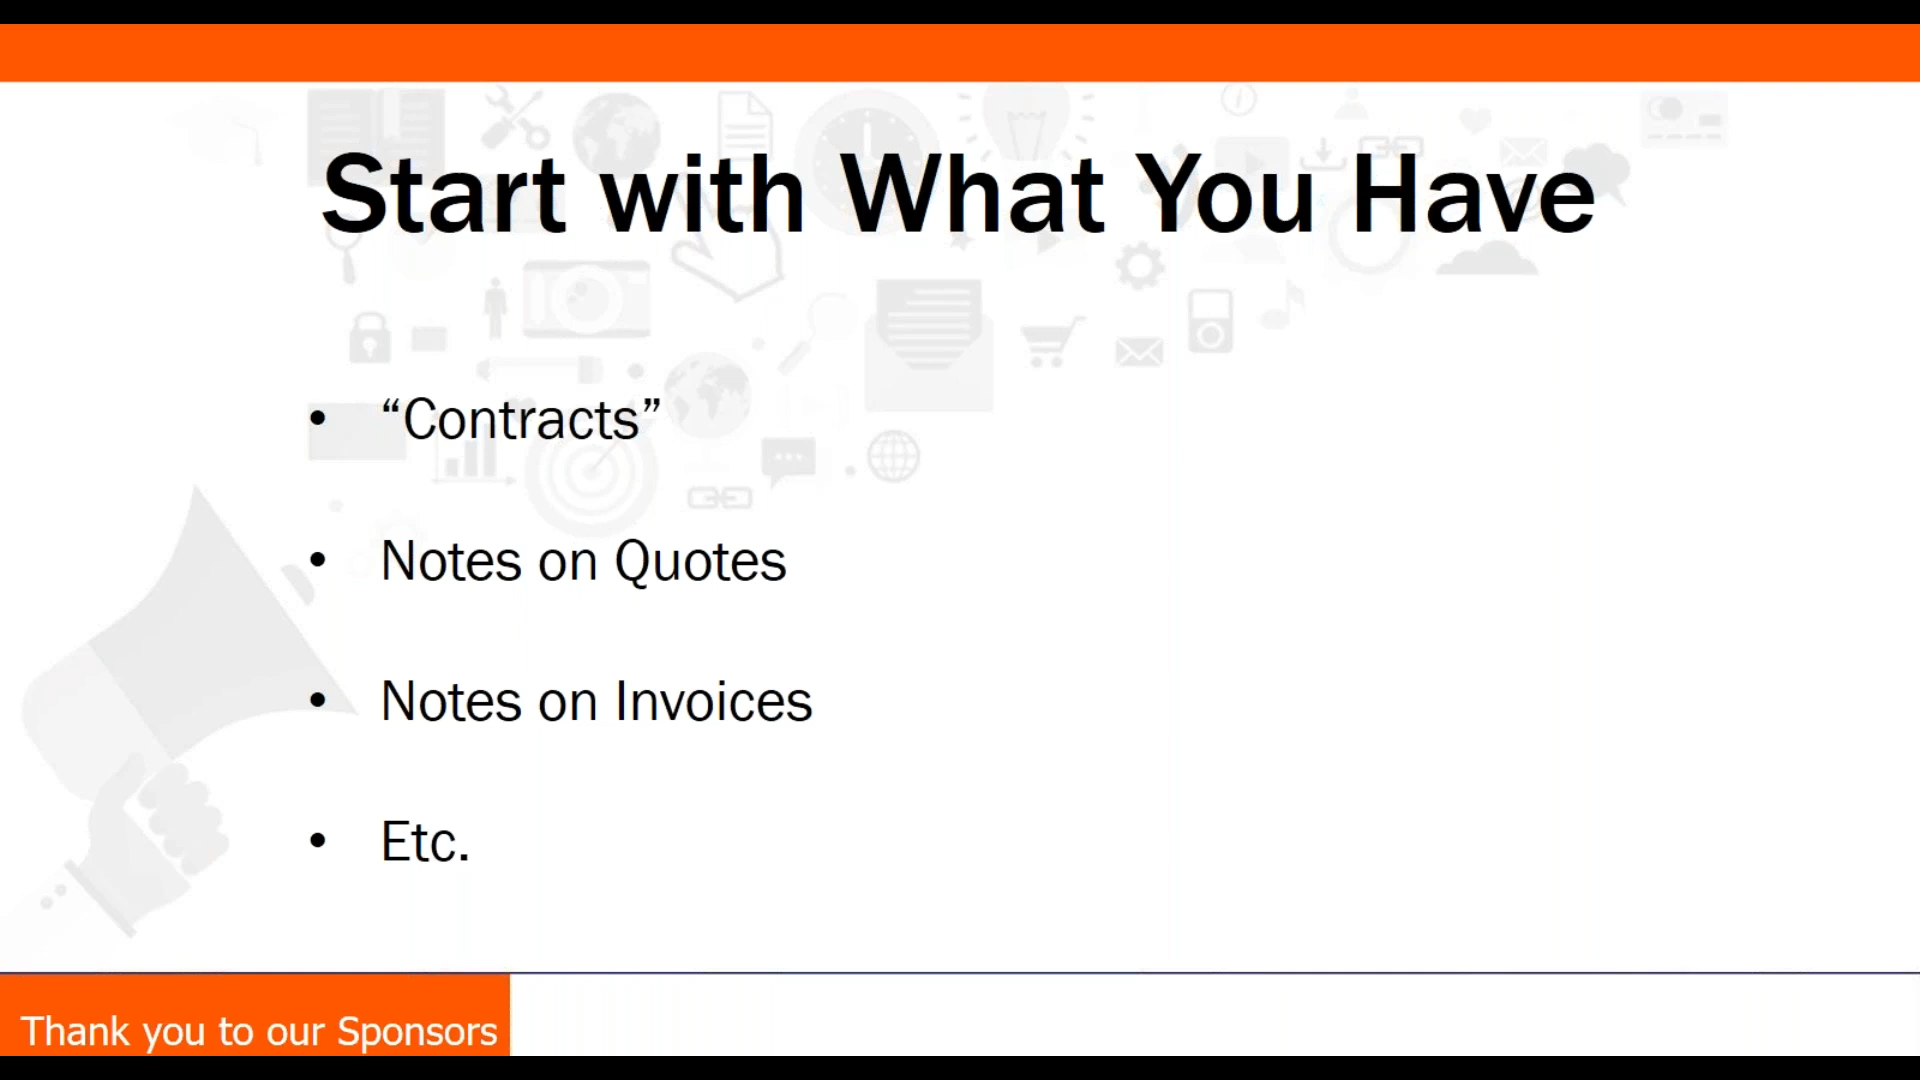 Start with What You Have
• “Contracts”
• Notes on Quotes
• Notes on Invoices
• Etc.
Thank you to our Sponsors